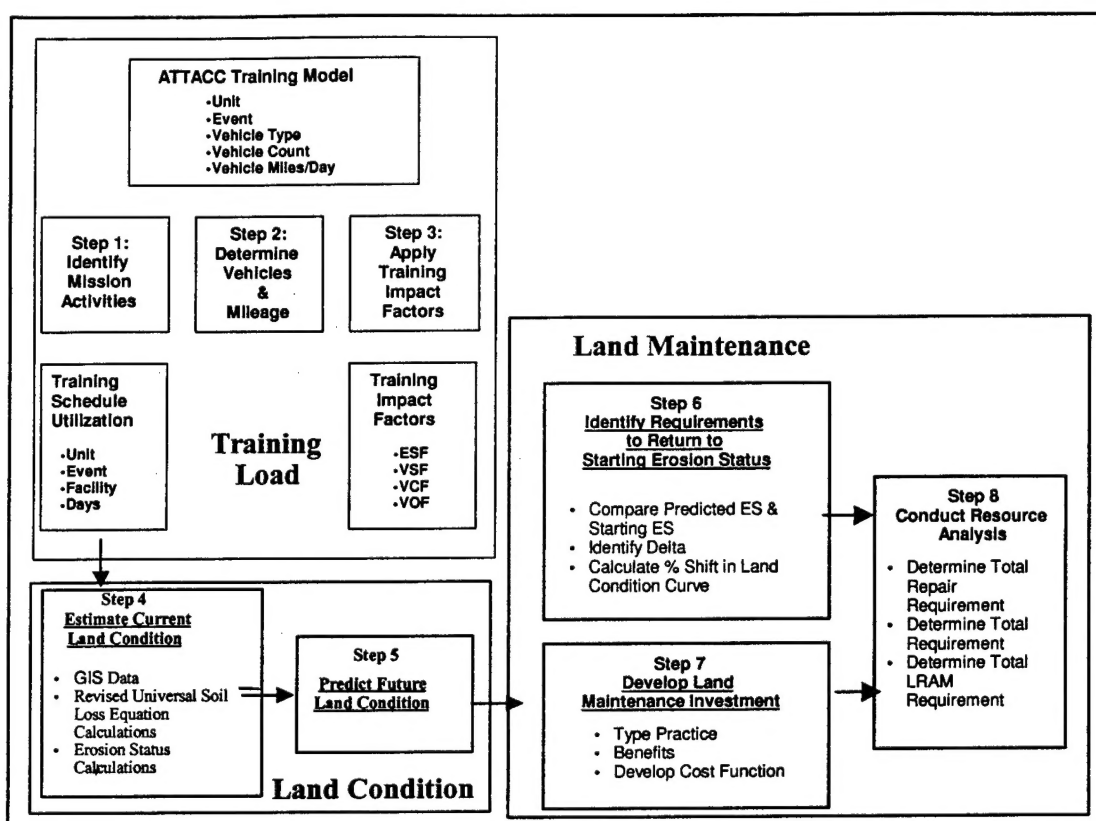 ATTACC Training Model
•Unit
•Event
•Vehicle Type
•Vehicle Count
•Vehicle Miles/Day
Step 1:
Identify
Mission
Activities
Step 2:
Determine
Vehicles
&
Mileage
Step 3:
Apply
Training
Impact
Factors
Training
Schedule
Utilization
•Unit
•Event
•Facility
•Days
Training
Load
Training
Impact
Factors
•ESF
•VSF
•VCF
•VOF
Step 4
Estimate Current
Land Condition
• GIS Data
• Revised Universal Soil
Loss Equation
Calculations
• Erosion Status
Calculations
Step 5
Predict Future
Land Condition
Land Condition
Land Maintenance
Step 6
Identify Requirements
to Return to
Starting Erosion Status
• Compare Predicted ES &
Starting ES
• Identify Delta
• Calculate % Shift in Land
Condition Curve
Step 7
Develop Land
Maintenance Investment
• Type Practice
• Benefits
• Develop Cost Function
Step 8
Conduct Resource
Analysis
• Determine Total
Repair
Requirement
• Determine Total
Requirement
• Determine Total
LRAM
Requirement